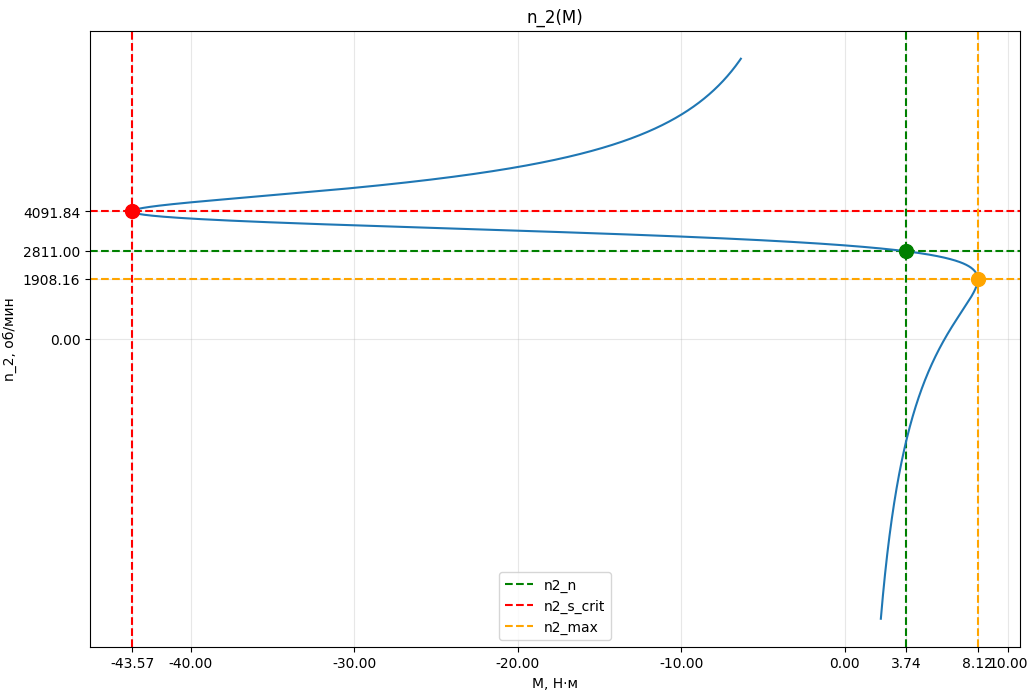 n_2(M)
4091.84
2811.00
1908.16
0.00
n_2, об/мин
n2_n
n2_s_crit
n2_max
-43.57 -40.00 -30.00 -20.00 -10.00 0.00 3.74 8.12 10.00
М, Н·м